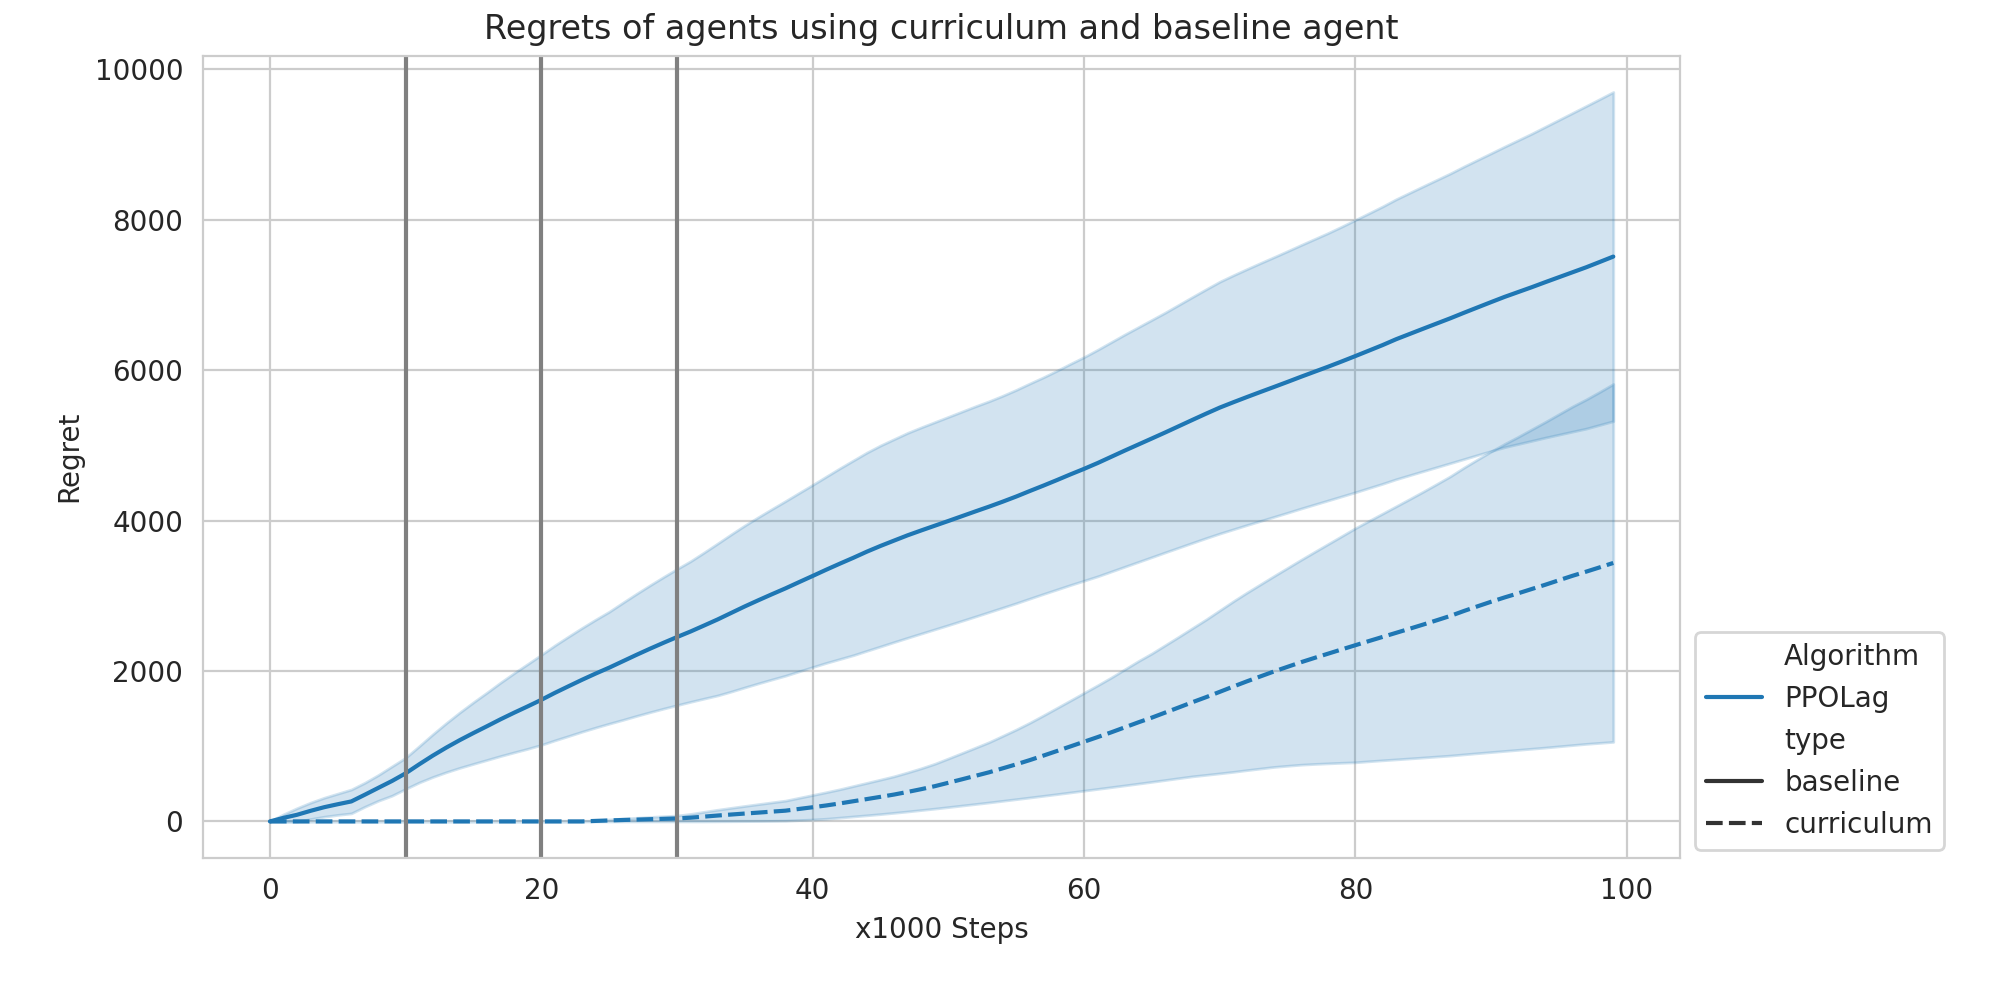 Regrets of agents using curriculum and baseline agent
10000
8000
6000
4000
2000
0
Regret
0 20 40 60 80 100
x1000 Steps
Algorithm
PPOLag
type
baseline
curriculum